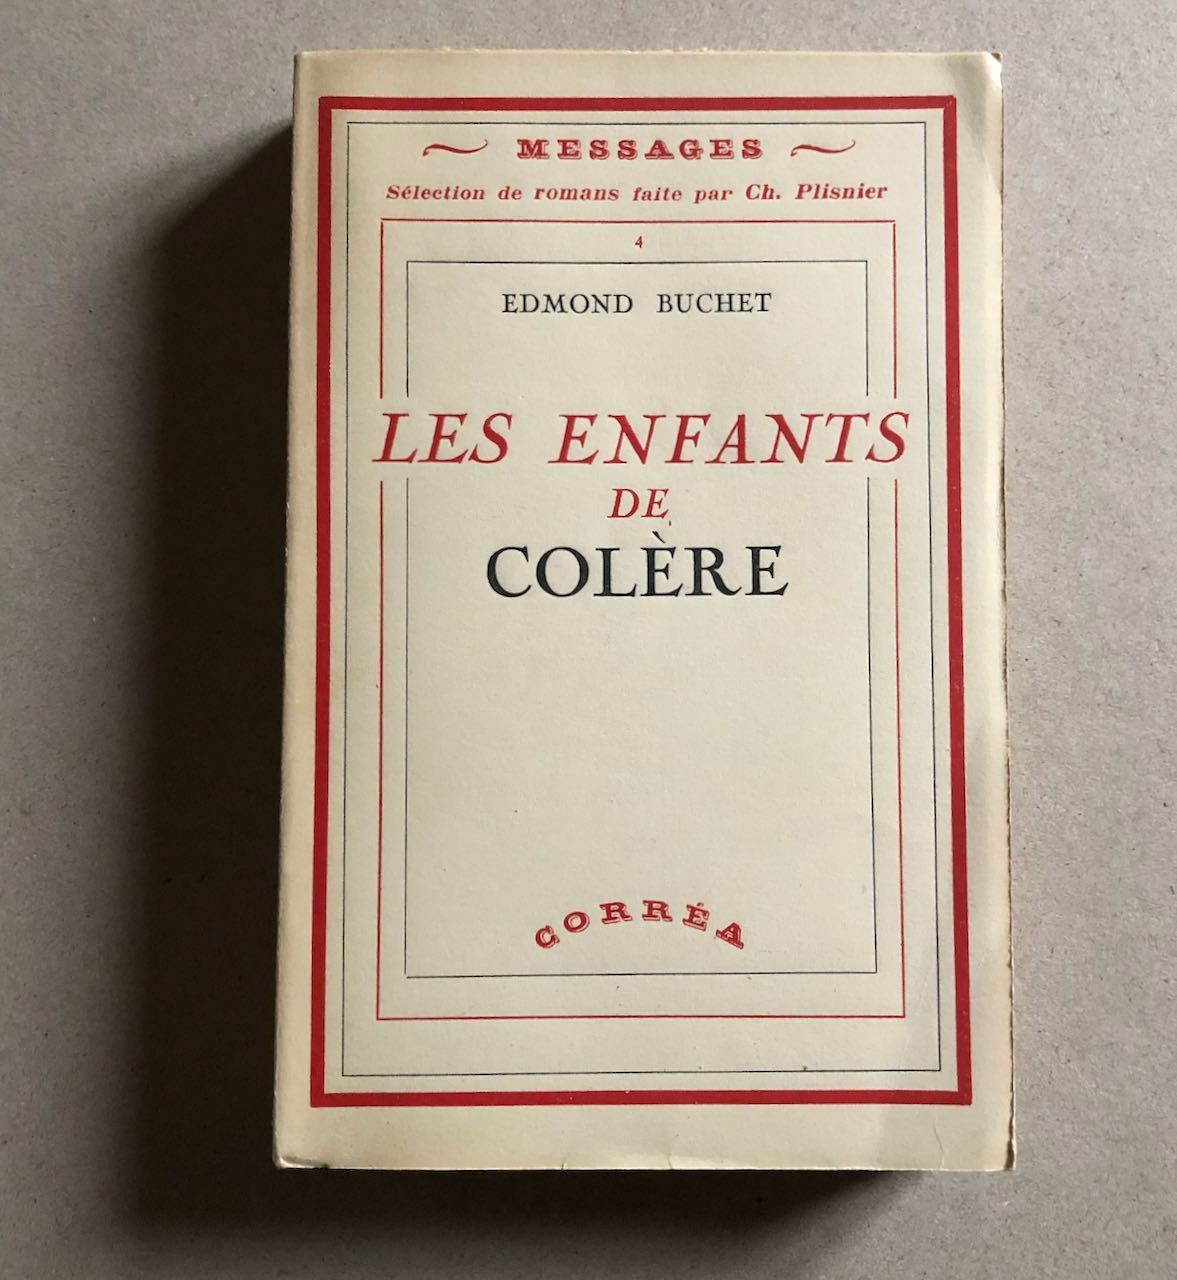 MESSAGES
Sélection de romans faite par Ch. Plisnier
4
EDMOND BUCHET
LES ENFANTS
DE
COLÈRE
CORRÉA